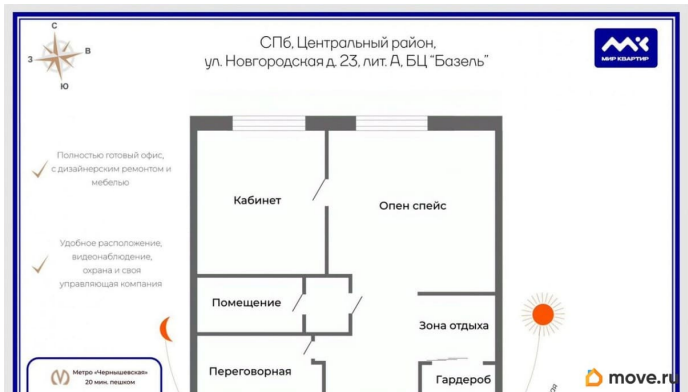 С
З
В
Ю
СПб, Центральный район,
ул. Новгородская д. 23, лит. А, БЦ "Базель"
МИР КВАРТИР
Полностью готовый офис,
с дизайнерским ремонтом и
мебелью
Кабинет
Опен спейс
Удобное расположение,
видеонаблюдение,
охрана и своя
управляющая компания
Помещение
Зона отдыха
Переговорная
Гардероб
Метро «Чернышевская»
20 мин. пешком
move.ru